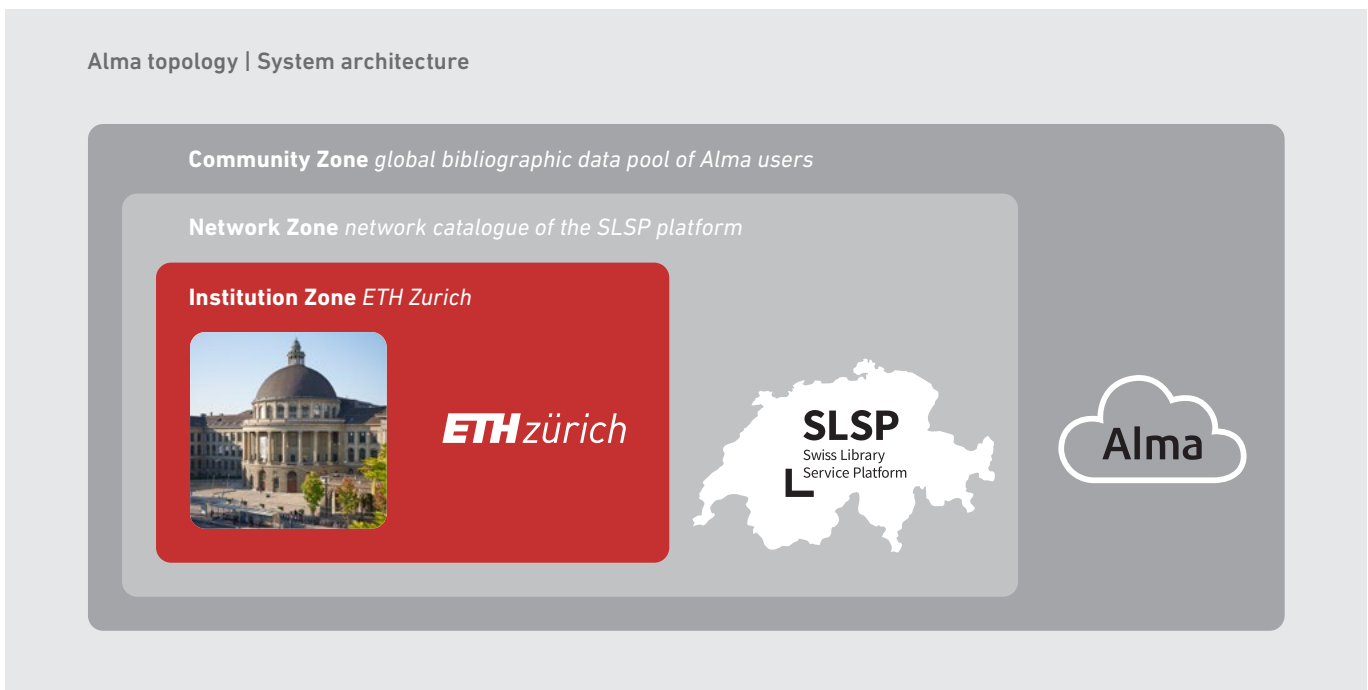 Alma topology | System architecture
Community Zone global bibliographic data pool of Alma users
Network Zone network catalogue of the SLSP platform
Institution Zone ETH Zurich
ETH zürich
SLSP
Swiss Library
Service Platform
Alma